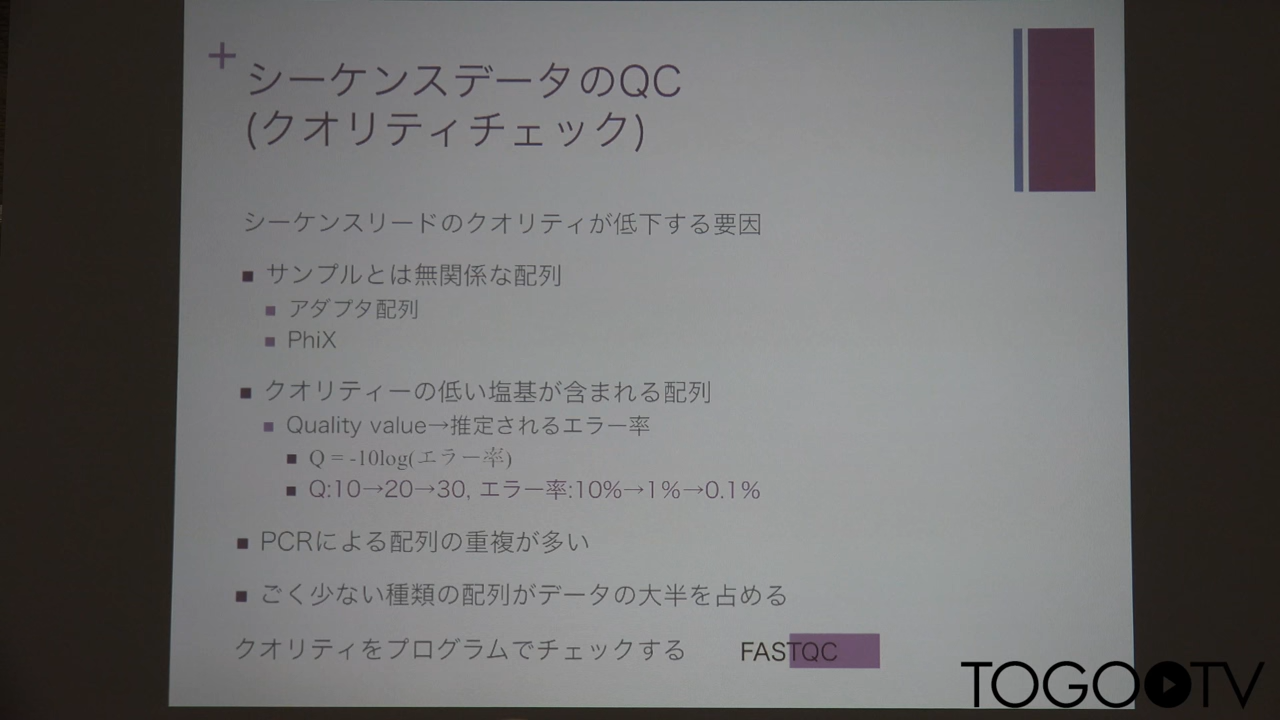 +
シーケンスデータのQC
(クオリティチェック)
シーケンスリードのクオリティが低下する要因
■ サンプルとは無関係な配列
■ アダプタ配列
■ PhiX
■ クオリティーの低い塩基が含まれる配列
■ Quality value→推定されるエラー率
■ Q = -10log(エラー率)
■ Q:10→20→30, エラー率:10%→1%→0.1%
■ PCRによる配列の重複が多い
■ ごく少ない種類の配列がデータの大半を占める
クオリティをプログラムでチェックする FASTQC
TOGOTV